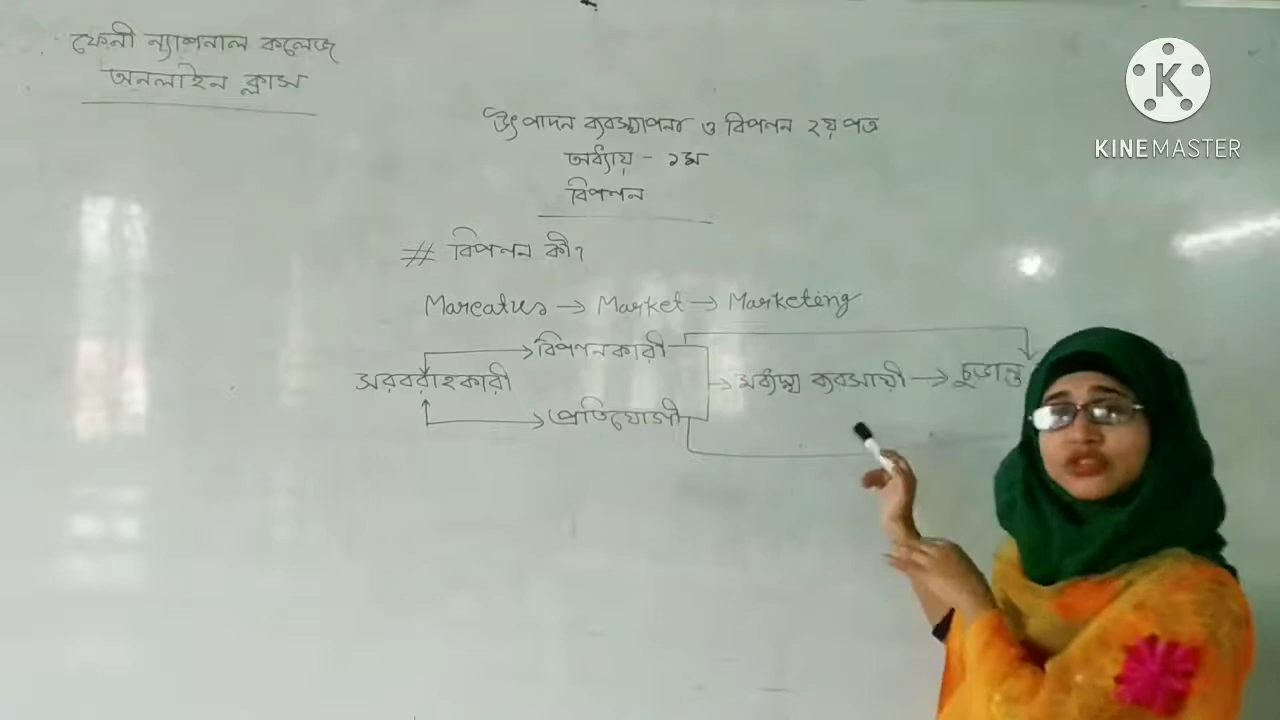 ফেনী ন্যাশনাল কলেজ
অনলাইন ক্লাস
উৎপাদন ব্যবস্থাপনা ও বিপণন ২য় পত্র
অধ্যায় - ১ম
বিপণন
# বিপণন কী?
Mercatus → Market → Marketing
বিপণনকারী
সরবরাহকারী
মধ্যস্থ ব্যবসায়ী → চূড়ান্ত
প্রতিযোগী
K
KINEMASTER